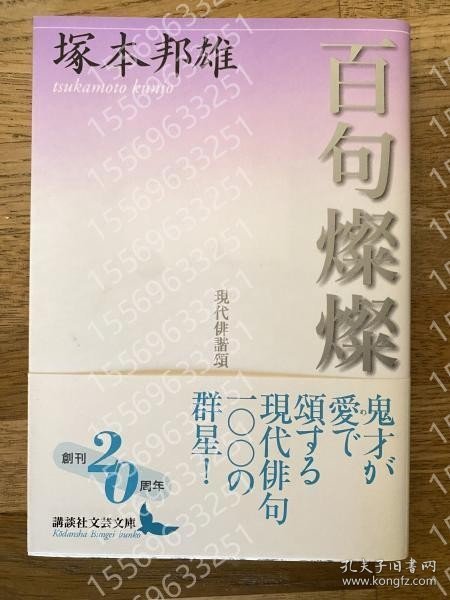 百句燦燦
塚本邦雄
tsukamoto kunio
現代俳諧頌
鬼才が
愛で
め
頌する
現代俳句
一〇〇の
群星!
創刊20周年
講談社文芸文庫
Kōdansha Bungei bunko
15569633251
孔夫子旧书网
www.kongfz.com